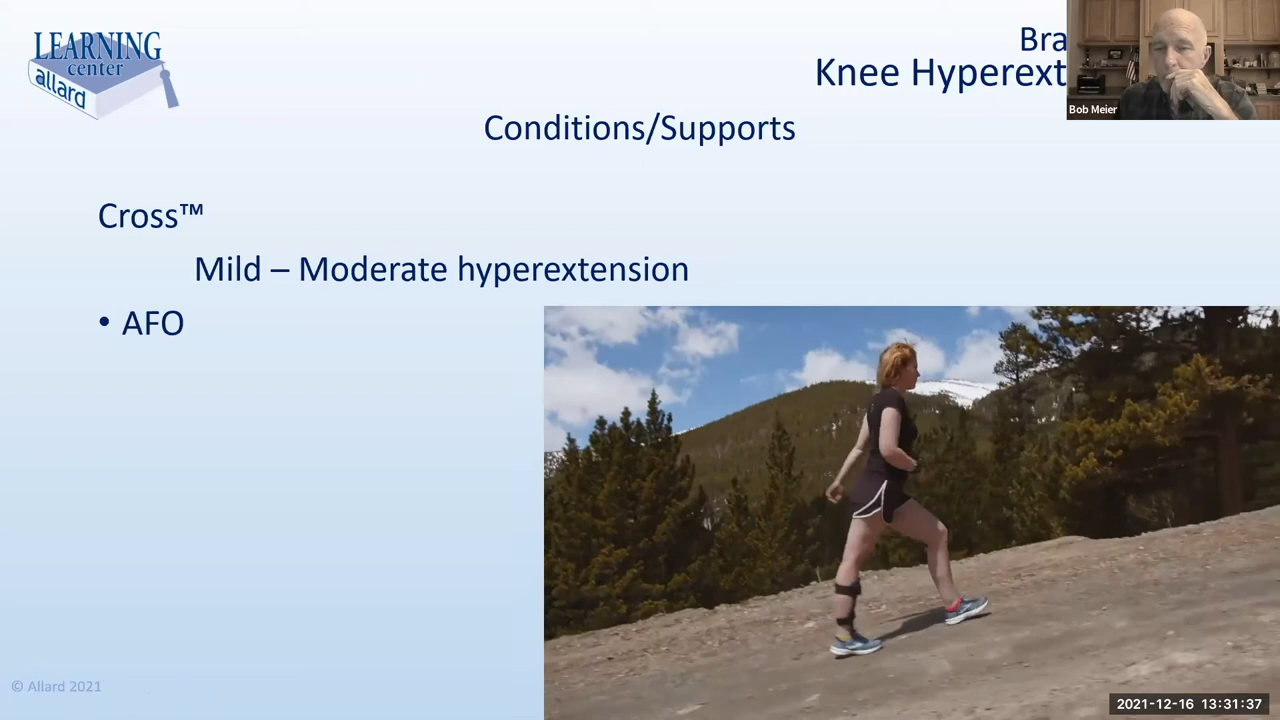 LEARNING
center
allard
Bra
Knee Hyperext
Bob Meier
Conditions/Supports
Cross™
Mild – Moderate hyperextension
• AFO
© Allard 2021
2021-12-16 13:31:37